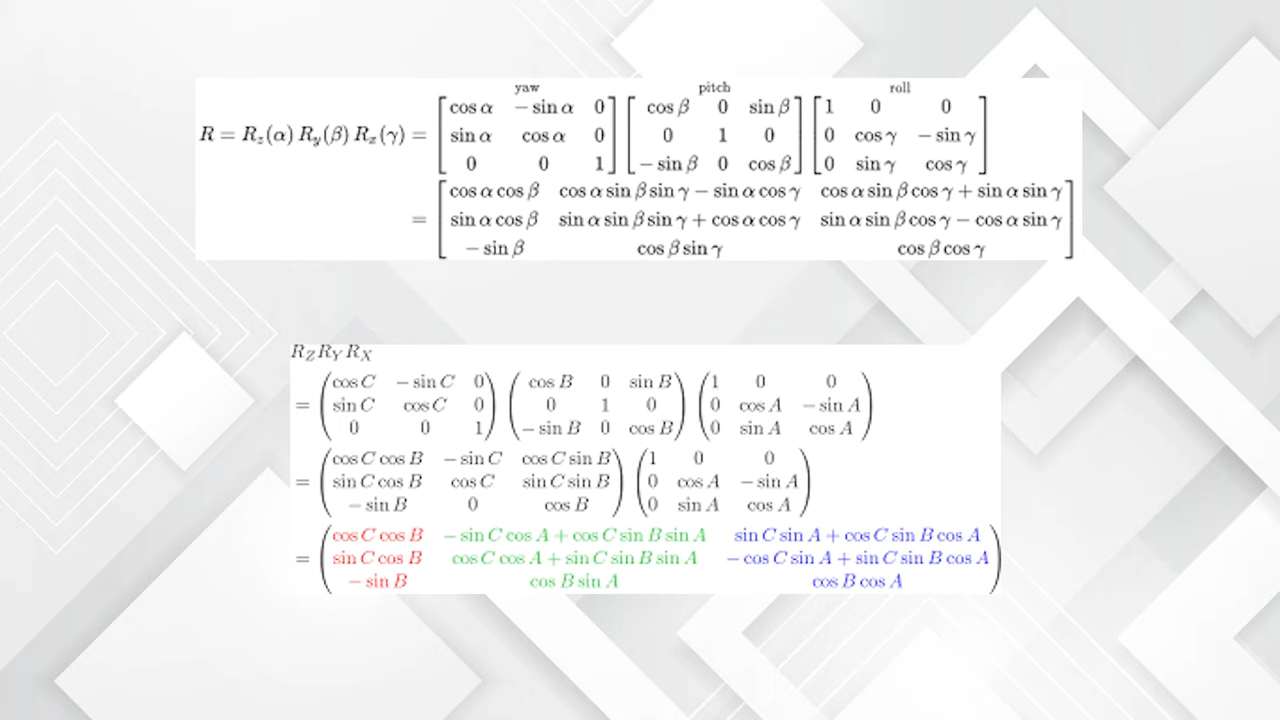 yaw pitch roll
R = R_z(α) R_y(β) R_x(γ) = [cos α −sin α 0; sin α cos α 0; 0 0 1] [cos β 0 sin β; 0 1 0; −sin β 0 cos β] [1 0 0; 0 cos γ −sin γ; 0 sin γ cos γ]
= [cos α cos β cos α sin β sin γ − sin α cos γ cos α sin β cos γ + sin α sin γ; sin α cos β sin α sin β sin γ + cos α cos γ sin α sin β cos γ − cos α sin γ; −sin β cos β sin γ cos β cos γ]
R_Z R_Y R_X
= (cos C −sin C 0; sin C cos C 0; 0 0 1) (cos B 0 sin B; 0 1 0; −sin B 0 cos B) (1 0 0; 0 cos A −sin A; 0 sin A cos A)
= (cos C cos B −sin C cos C sin B; sin C cos B cos C sin C sin B; −sin B 0 cos B) (1 0 0; 0 cos A −sin A; 0 sin A cos A)
= (cos C cos B −sin C cos A + cos C sin B sin A sin C sin A + cos C sin B cos A; sin C cos B cos C cos A + sin C sin B sin A −cos C sin A + sin C sin B cos A; −sin B cos B sin A cos B cos A)